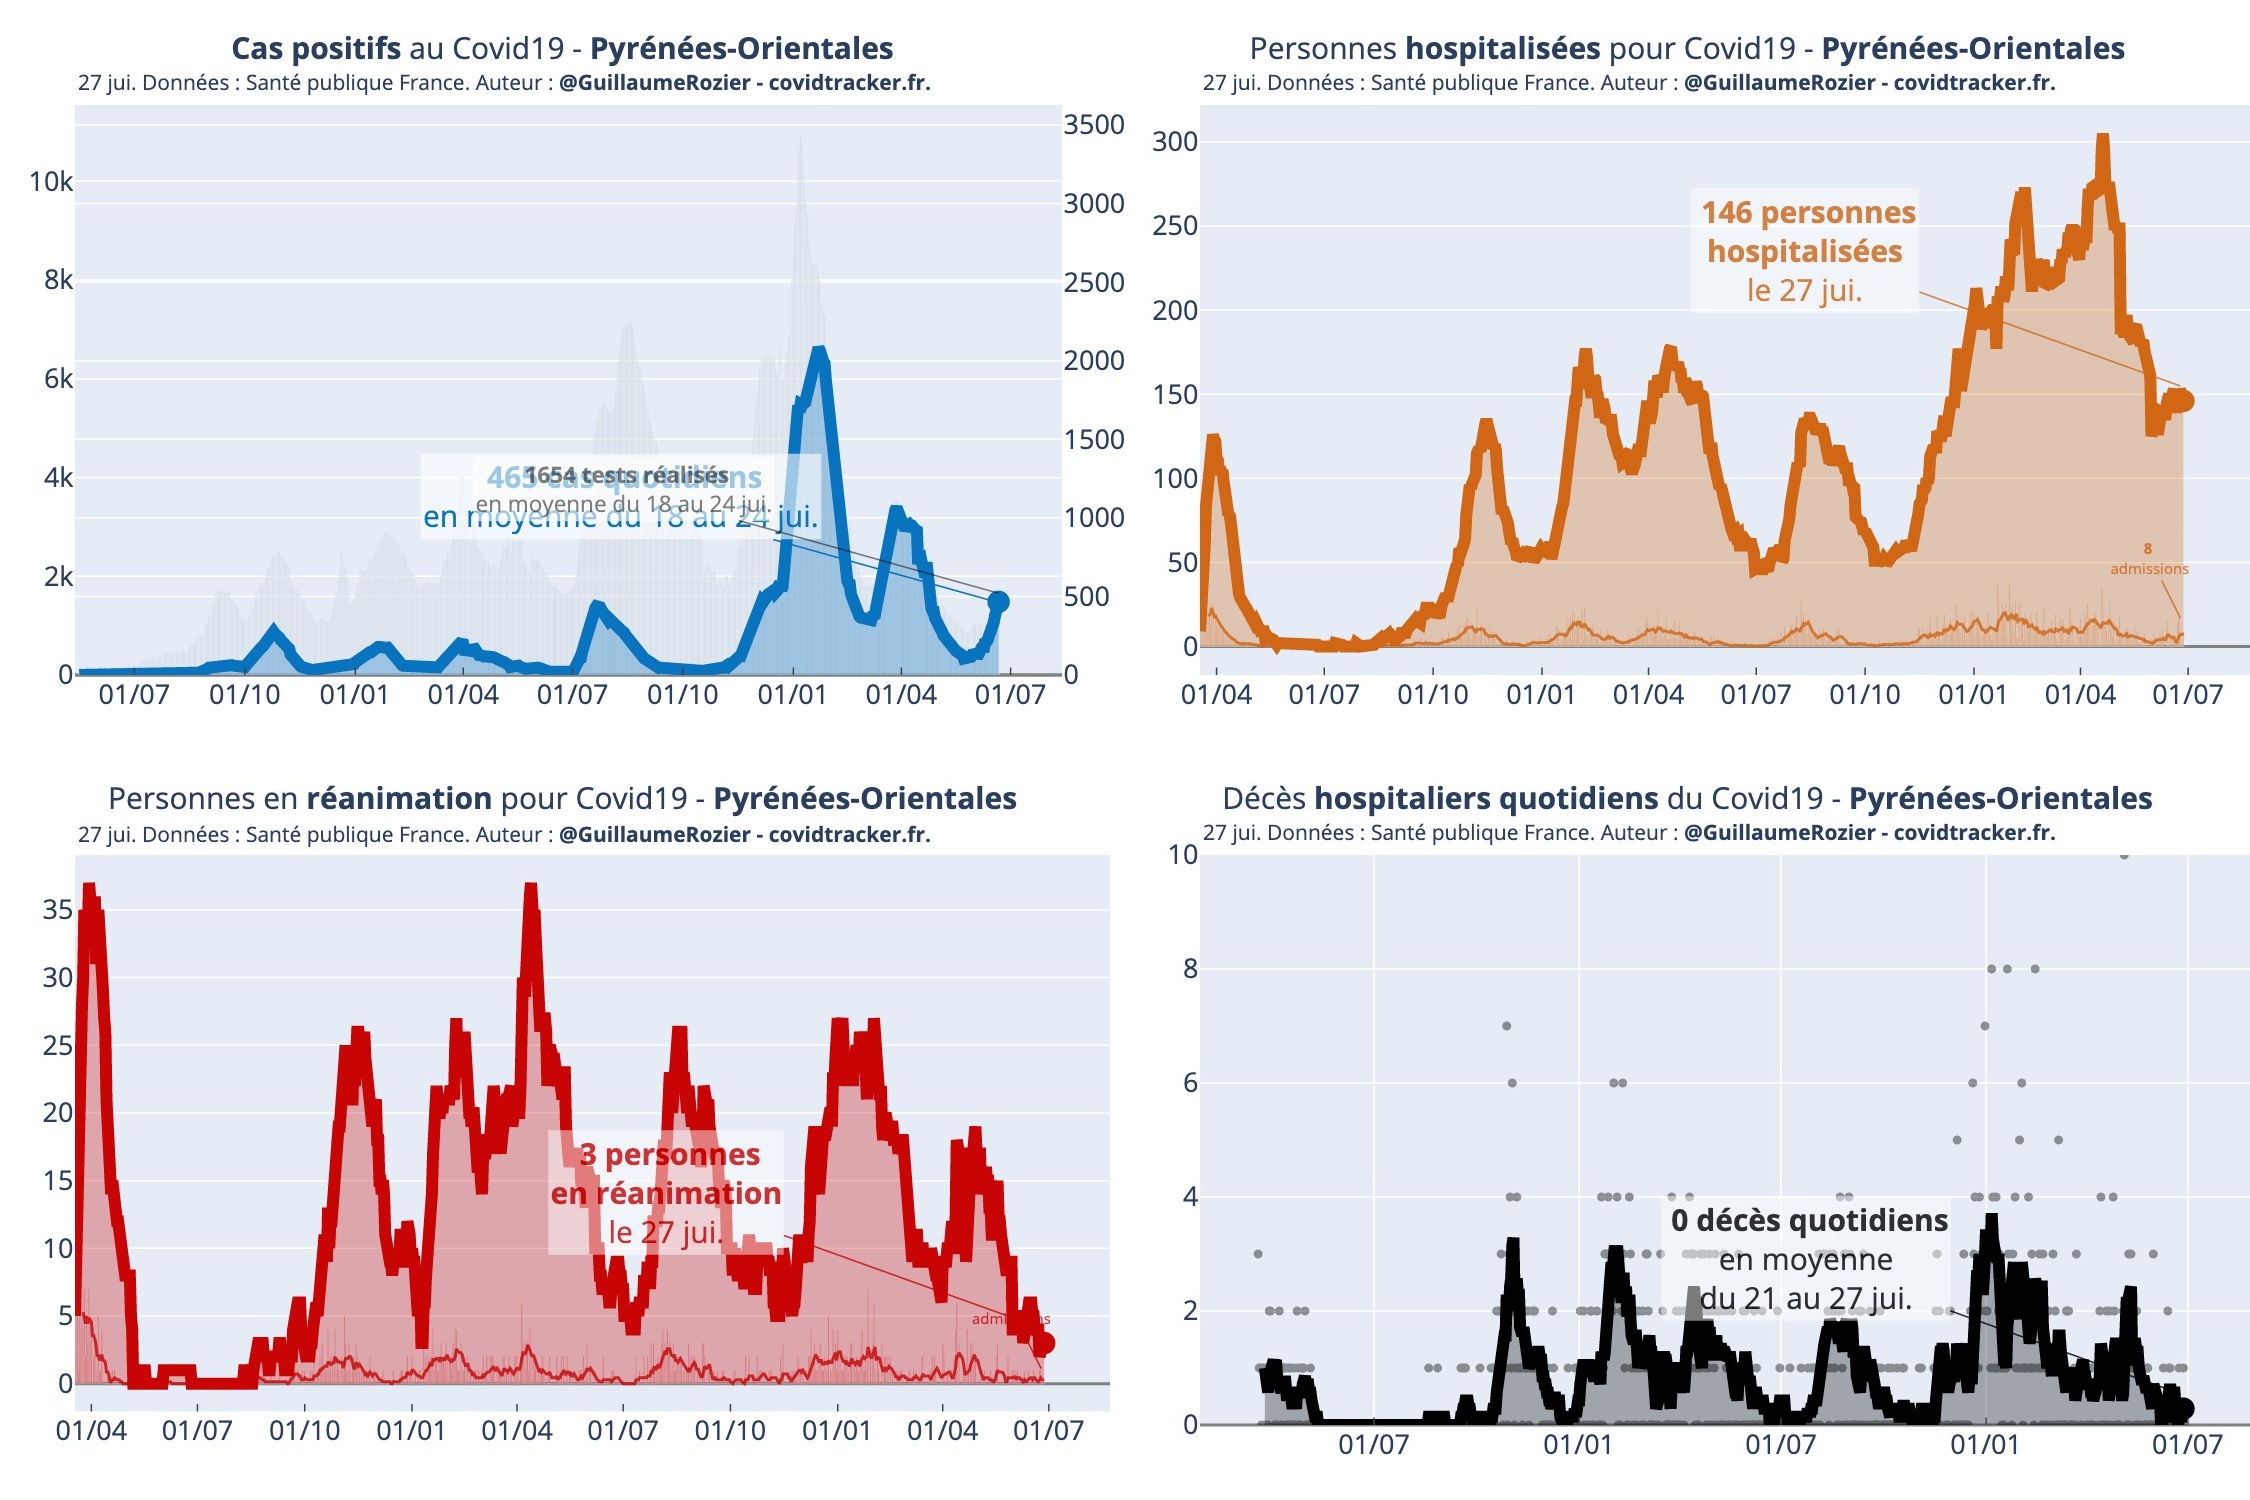 Cas positifs au Covid19 - Pyrénées-Orientales
27 jui. Données : Santé publique France. Auteur : @GuillaumeRozier - covidtracker.fr.
3500
3000
2500
2000
1500
1000
500
0
10k
8k
6k
4k
2k
0
465 cas quotidiens
en moyenne du 18 au 24 jui.
1654 tests réalisés
en moyenne du 18 au 24 jui.
01/07 01/10 01/01 01/04 01/07 01/10 01/01 01/04 01/07
Personnes hospitalisées pour Covid19 - Pyrénées-Orientales
27 jui. Données : Santé publique France. Auteur : @GuillaumeRozier - covidtracker.fr.
300
250
200
150
100
50
0
146 personnes
hospitalisées
le 27 jui.
8
admissions
01/04 01/07 01/10 01/01 01/04 01/07 01/10 01/01 01/04 01/07
Personnes en réanimation pour Covid19 - Pyrénées-Orientales
27 jui. Données : Santé publique France. Auteur : @GuillaumeRozier - covidtracker.fr.
35
30
25
20
15
10
5
0
3 personnes
en réanimation
le 27 jui.
admissions
01/04 01/07 01/10 01/01 01/04 01/07 01/10 01/01 01/04 01/07
Décès hospitaliers quotidiens du Covid19 - Pyrénées-Orientales
27 jui. Données : Santé publique France. Auteur : @GuillaumeRozier - covidtracker.fr.
10
8
6
4
2
0
0 décès quotidiens
en moyenne
du 21 au 27 jui.
01/07 01/01 01/07 01/01 01/07